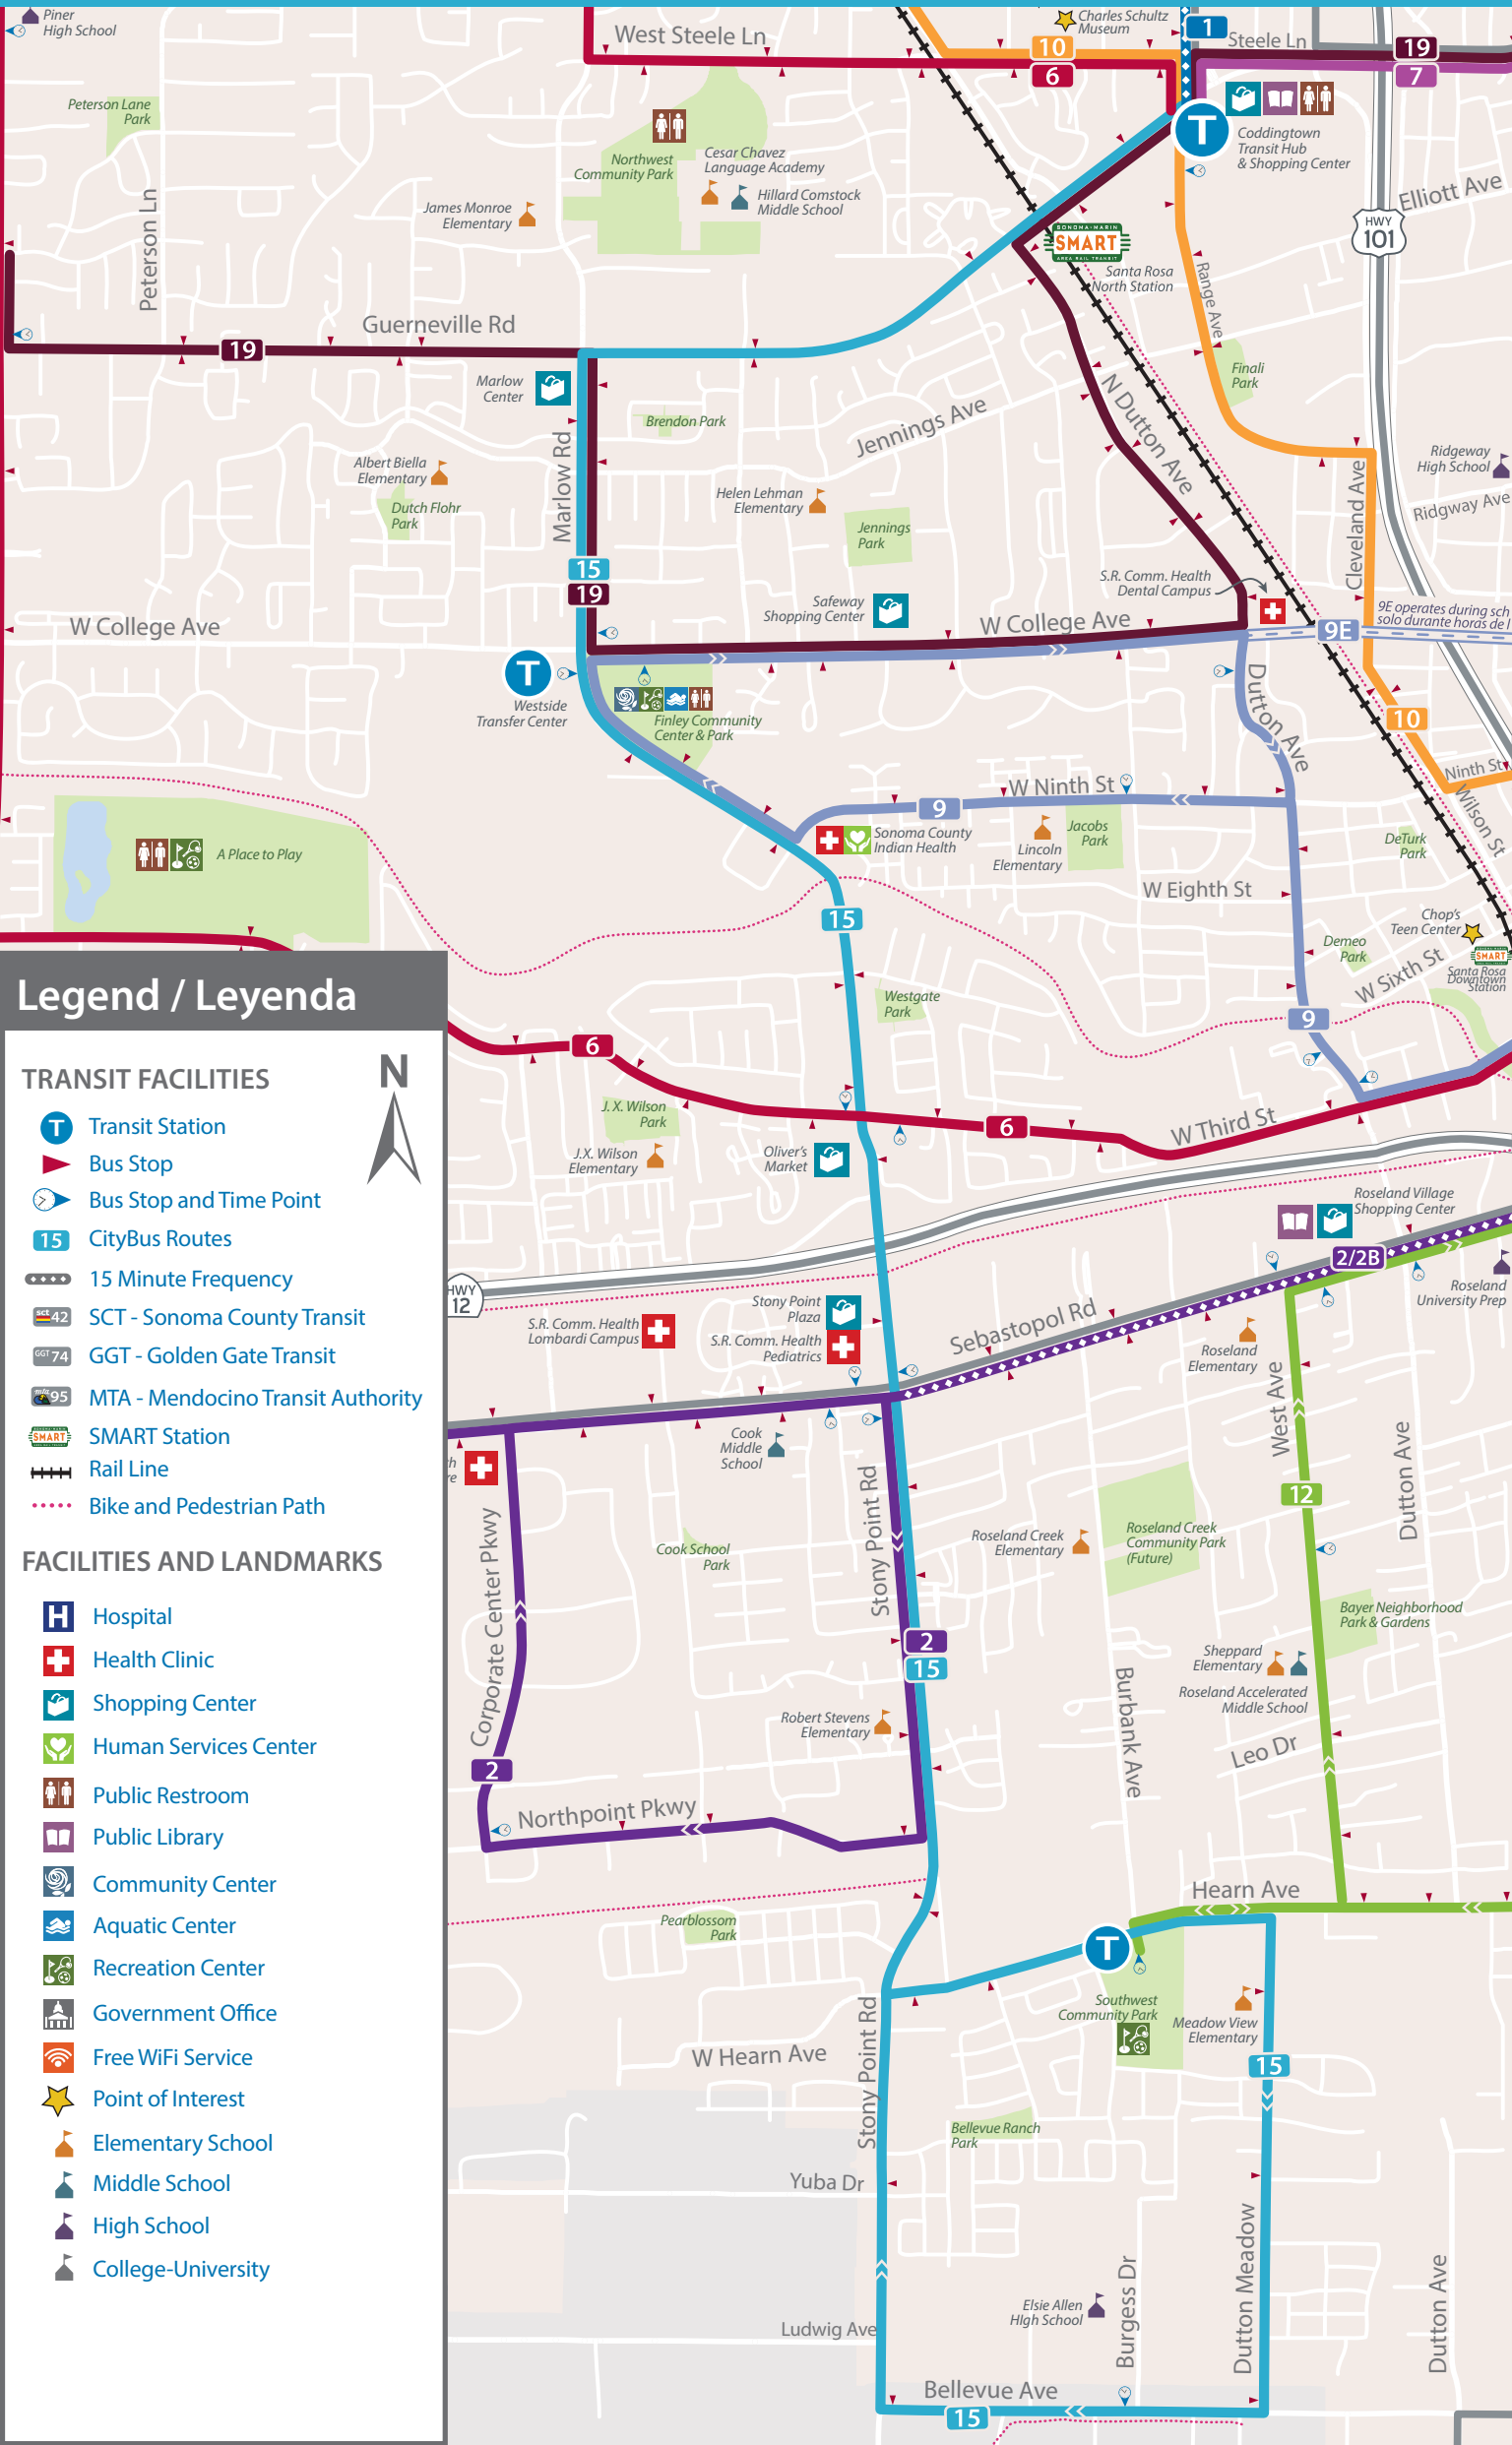 Piner
High School
West Steele Ln
Charles Schultz
Museum
1
10
6
Steele Ln
19
7
Peterson Lane
Park
T
Coddingtown
Transit Hub
& Shopping Center
Northwest
Community Park
Cesar Chavez
Language Academy
Hillard Comstock
Middle School
James Monroe
Elementary
Peterson Ln
Elliott Ave
HWY
101
SONOMA-MARIN
SMART
AREA RAIL TRANSIT
Santa Rosa
North Station
Range Ave
Guerneville Rd
19
Marlow
Center
Finali
Park
Brendon Park
Jennings Ave
N Dutton Ave
Marlow Rd
Albert Biella
Elementary
Dutch Flohr
Park
Helen Lehman
Elementary
Jennings
Park
Cleveland Ave
Ridgeway
High School
Ridgway Ave
15
19
S.R. Comm. Health
Dental Campus
Safeway
Shopping Center
W College Ave
W College Ave
9E
9E operates during sch
solo durante horas de l
T
Westside
Transfer Center
Finley Community
Center & Park
Dutton Ave
10
Ninth St
Wilson St
W Ninth St
9
Sonoma County
Indian Health
Lincoln
Elementary
Jacobs
Park
DeTurk
Park
A Place to Play
W Eighth St
15
Chop's
Teen Center
Demeo
Park
W Sixth St
SMART
Santa Rosa
Downtown
Station
Westgate
Park
9
6
J. X. Wilson
Park
J.X. Wilson
Elementary
6
W Third St
Oliver's
Market
Roseland Village
Shopping Center
2/2B
Roseland
University Prep
HWY
12
S.R. Comm. Health
Lombardi Campus
Stony Point
Plaza
S.R. Comm. Health
Pediatrics
Sebastopol Rd
Roseland
Elementary
West Ave
Cook
Middle
School
th
re
Dutton Ave
12
Stony Point Rd
Corporate Center Pkwy
Cook School
Park
Roseland Creek
Elementary
Roseland Creek
Community Park
(Future)
Bayer Neighborhood
Park & Gardens
2
15
Sheppard
Elementary
Roseland Accelerated
Middle School
Robert Stevens
Elementary
Burbank Ave
Leo Dr
2
Northpoint Pkwy
Hearn Ave
Pearblossom
Park
T
Southwest
Community Park
Meadow View
Elementary
Stony Point Rd
W Hearn Ave
15
Bellevue Ranch
Park
Yuba Dr
Dutton Meadow
Burgess Dr
Dutton Ave
Elsie Allen
HIgh School
Ludwig Ave
Bellevue Ave
15
Legend / Leyenda
TRANSIT FACILITIES
N
T Transit Station
Bus Stop
Bus Stop and Time Point
15 CityBus Routes
15 Minute Frequency
sct 42 SCT - Sonoma County Transit
GGT 74 GGT - Golden Gate Transit
mta 95 MTA - Mendocino Transit Authority
SMART SMART Station
Rail Line
Bike and Pedestrian Path
FACILITIES AND LANDMARKS
H Hospital
Health Clinic
Shopping Center
Human Services Center
Public Restroom
Public Library
Community Center
Aquatic Center
Recreation Center
Government Office
Free WiFi Service
Point of Interest
Elementary School
Middle School
High School
College-University